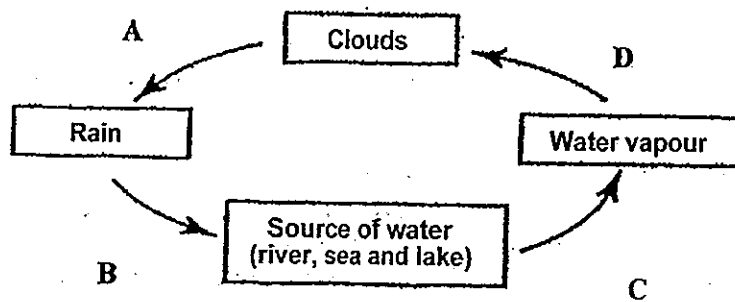 A
Clouds
D
Rain
Water vapour
Source of water
(river, sea and lake)
B
C